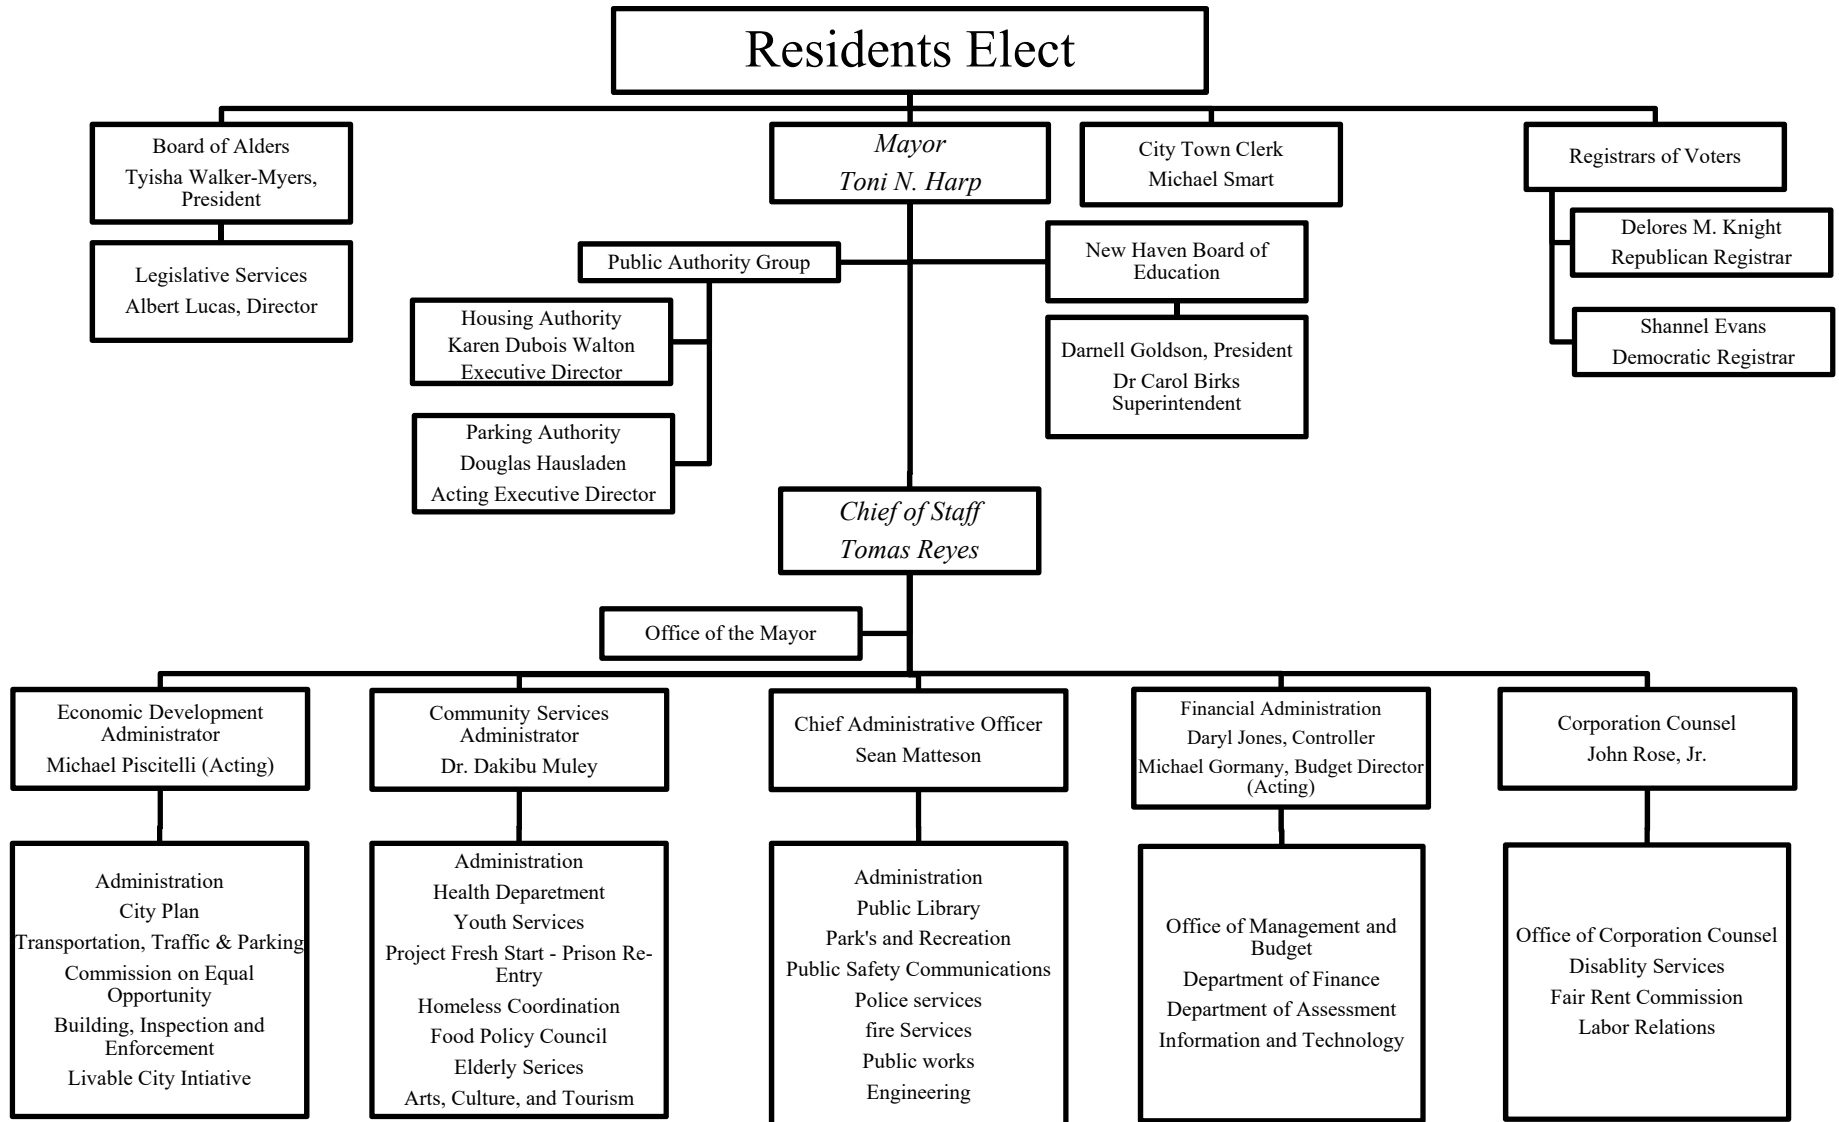 Residents Elect
Board of Alders
Tyisha Walker-Myers,
President
Mayor
Toni N. Harp
City Town Clerk
Michael Smart
Registrars of Voters
Legislative Services
Albert Lucas, Director
Public Authority Group
New Haven Board of
Education
Delores M. Knight
Republican Registrar
Housing Authority
Karen Dubois Walton
Executive Director
Darnell Goldson, President
Dr Carol Birks
Superintendent
Shannel Evans
Democratic Registrar
Parking Authority
Douglas Hausladen
Acting Executive Director
Chief of Staff
Tomas Reyes
Office of the Mayor
Economic Development
Administrator
Michael Piscitelli (Acting)
Community Services
Administrator
Dr. Dakibu Muley
Chief Administrative Officer
Sean Matteson
Financial Administration
Daryl Jones, Controller
Michael Gormany, Budget Director
(Acting)
Corporation Counsel
John Rose, Jr.
Administration
City Plan
Transportation, Traffic & Parking
Commission on Equal
Opportunity
Building, Inspection and
Enforcement
Livable City Intiative
Administration
Health Deparetment
Youth Services
Project Fresh Start - Prison Re-
Entry
Homeless Coordination
Food Policy Council
Elderly Serices
Arts, Culture, and Tourism
Administration
Public Library
Park's and Recreation
Public Safety Communications
Police services
fire Services
Public works
Engineering
Office of Management and
Budget
Department of Finance
Department of Assessment
Information and Technology
Office of Corporation Counsel
Disablity Services
Fair Rent Commission
Labor Relations